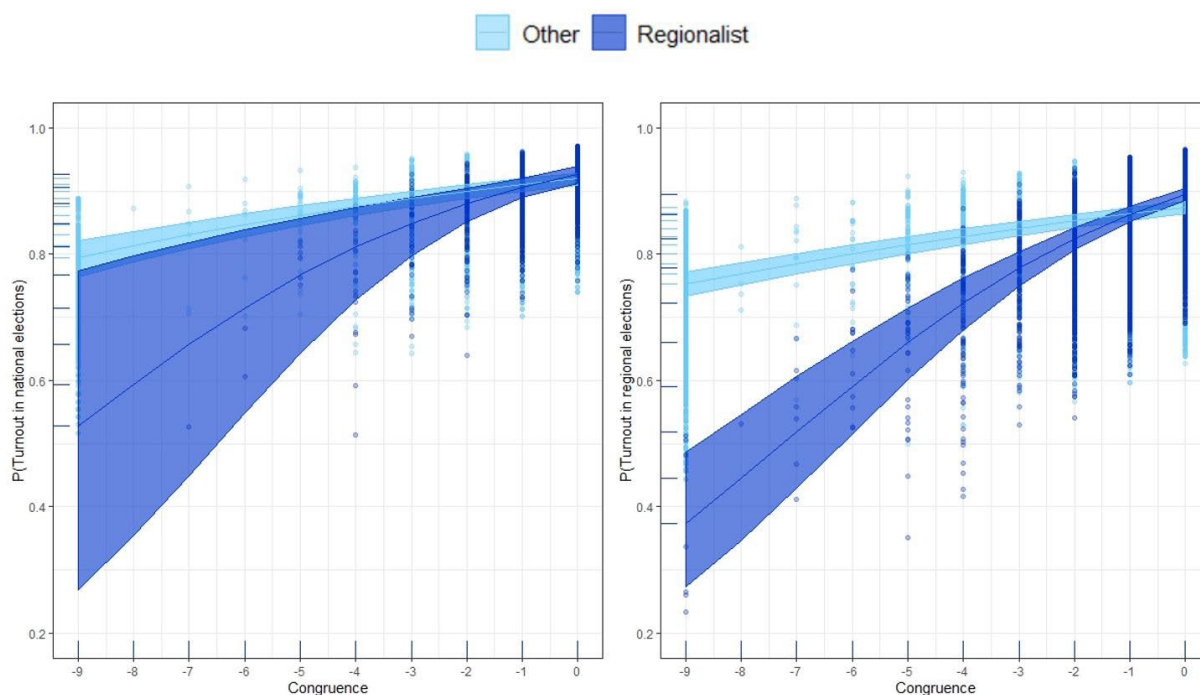 Other Regionalist
P(Turnout in national elections)
1.0
0.8
0.6
0.4
0.2
-9 -8 -7 -6 -5 -4 -3 -2 -1 0
Congruence
P(Turnout in regional elections)
1.0
0.8
0.6
0.4
0.2
-9 -8 -7 -6 -5 -4 -3 -2 -1 0
Congruence